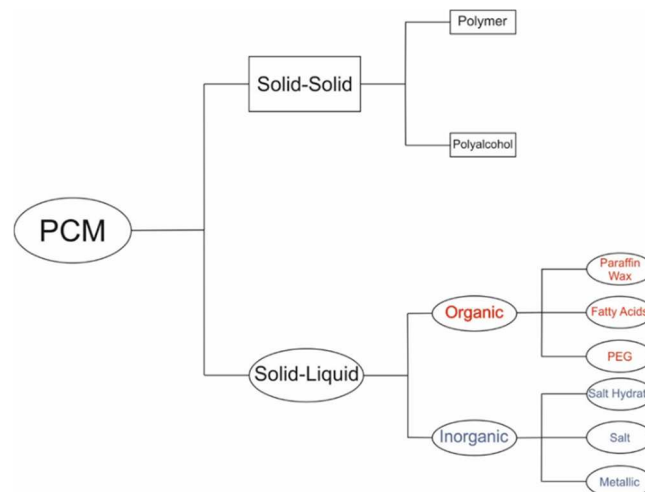 Polymer
Solid-Solid
Polyalcohol
PCM
Paraffin
Wax
Organic
Fatty Acids
PEG
Solid-Liquid
Salt Hydrat
Inorganic
Salt
Metallic